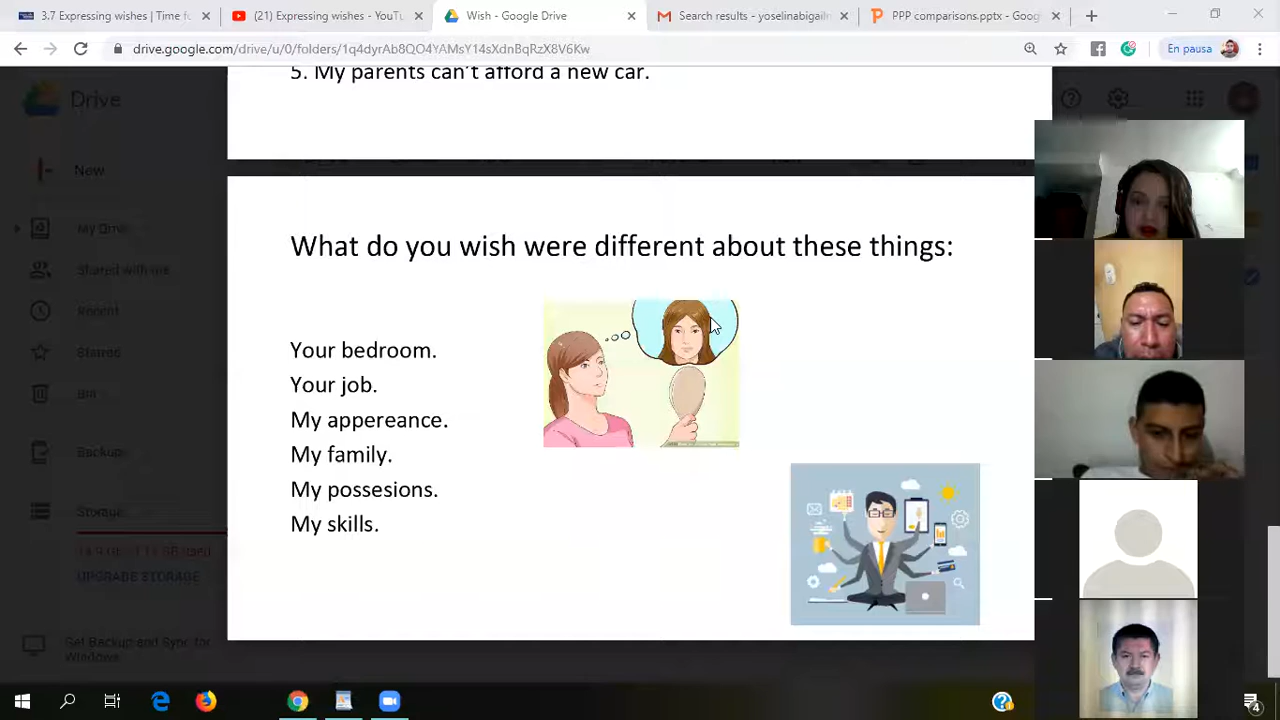 3.7 Expressing wishes | Time f
(21) Expressing wishes - YouTu
Wish - Google Drive
Search results - yoselinabigailm
PPP comparisons.pptx - Goog
drive.google.com/drive/u/0/folders/1q4dyrAb8QO4YAMsY14sXdnBqRzX8V6Kw
En pausa
5. My parents can't afford a new car.
Drive
New
My Drive
Shared with me
Recent
Starred
Bin
Backups
Storage
UPGRADE STORAGE
Get Backup and Sync for
Windows
What do you wish were different about these things:
Your bedroom.
Your job.
My appereance.
My family.
My possesions.
My skills.
4